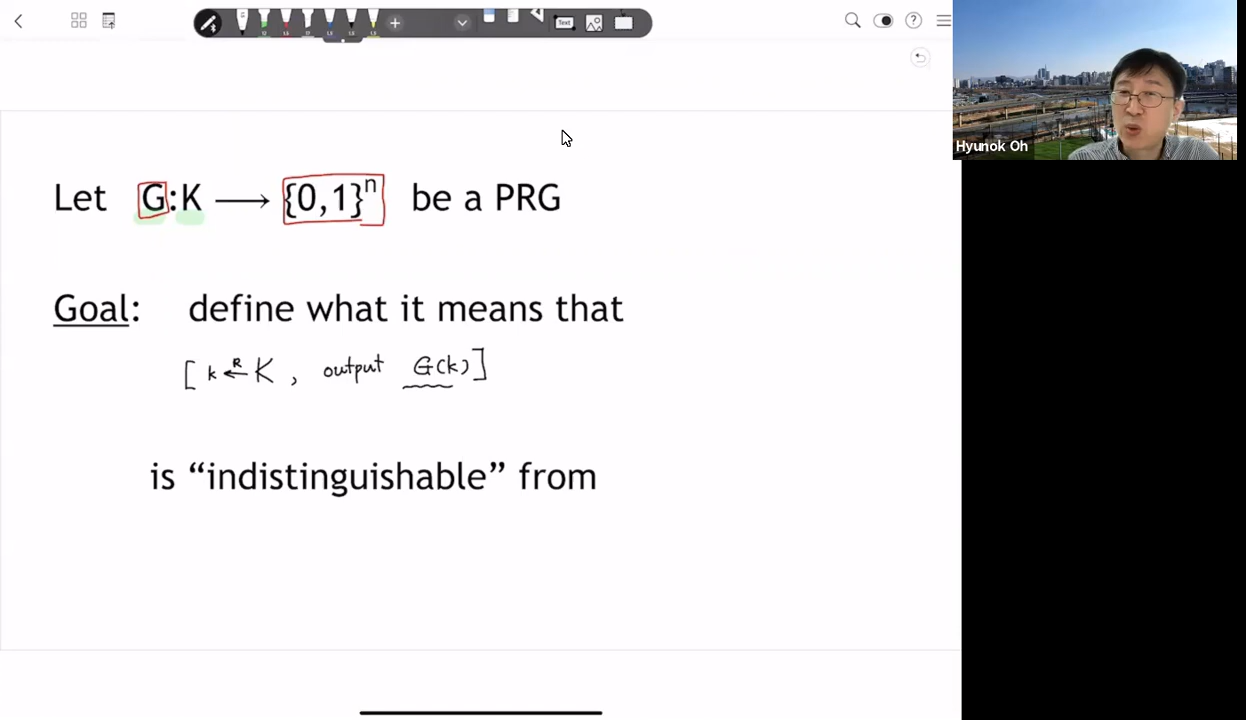 Text
Hyunok Oh
Let G:K ⟶ {0,1}ⁿ be a PRG
Goal: define what it means that
[ k ←ᴿ K , output G(k) ]
is “indistinguishable” from